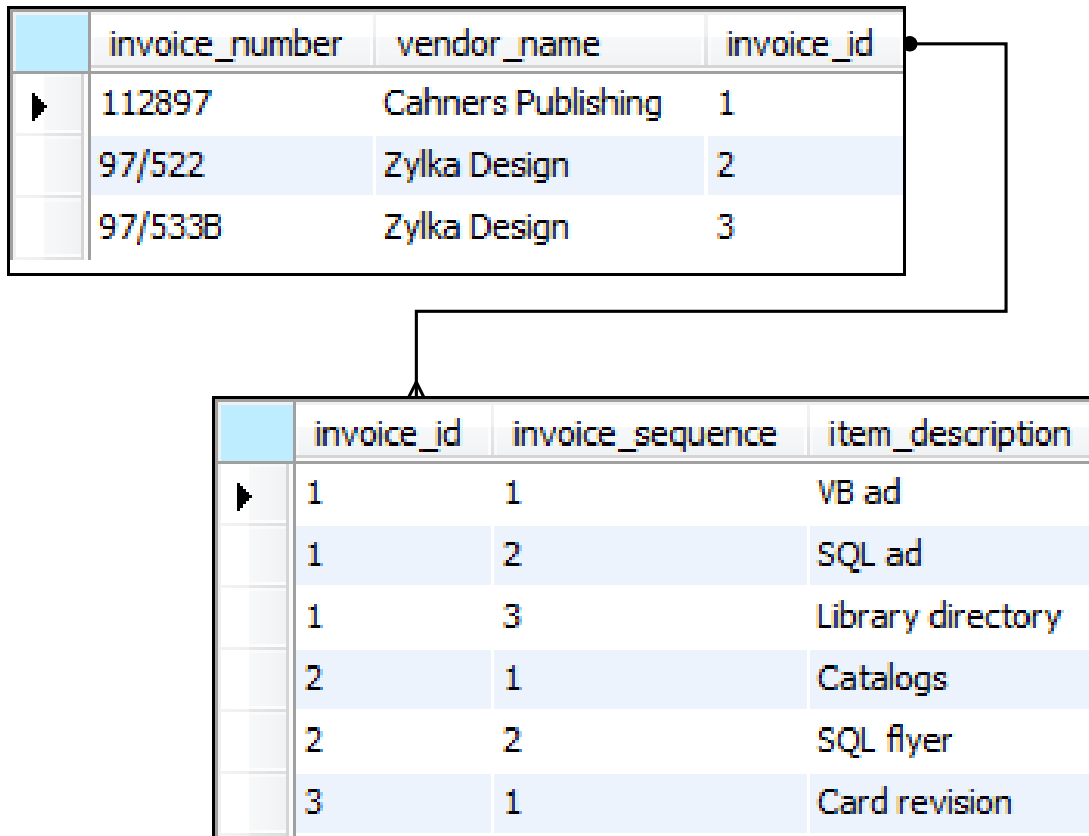 invoice_number vendor_name invoice_id
112897 Cahners Publishing 1
97/522 Zylka Design 2
97/533B Zylka Design 3
invoice_id invoice_sequence item_description
1 1 VB ad
1 2 SQL ad
1 3 Library directory
2 1 Catalogs
2 2 SQL flyer
3 1 Card revision